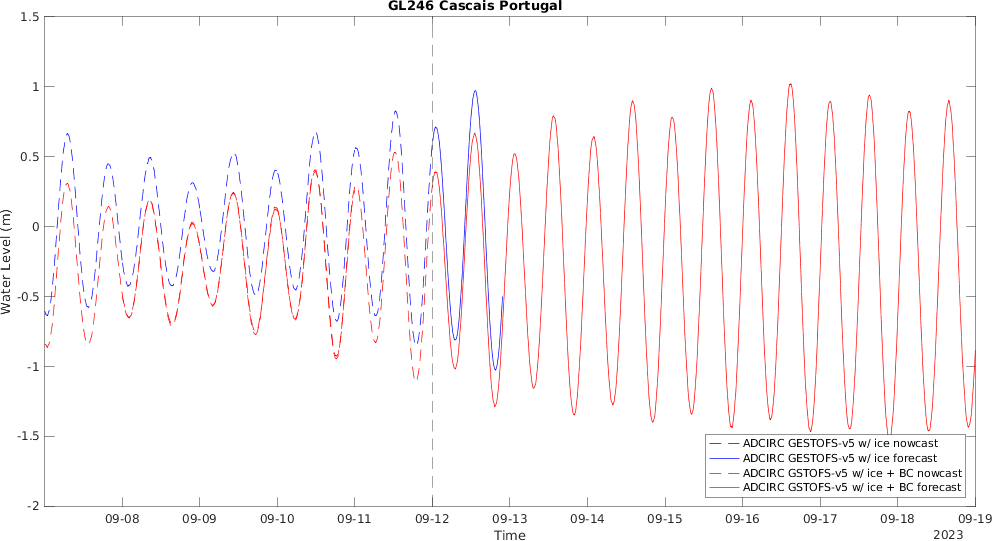 GL246 Cascais Portugal
1.5
1
0.5
0
-0.5
-1
-1.5
-2
Water Level (m)
09-08 09-09 09-10 09-11 09-12 09-13 09-14 09-15 09-16 09-17 09-18 09-19
Time
2023
ADCIRC GESTOFS-v5 w/ ice nowcast
ADCIRC GESTOFS-v5 w/ ice forecast
ADCIRC GSTOFS-v5 w/ ice + BC nowcast
ADCIRC GSTOFS-v5 w/ ice + BC forecast